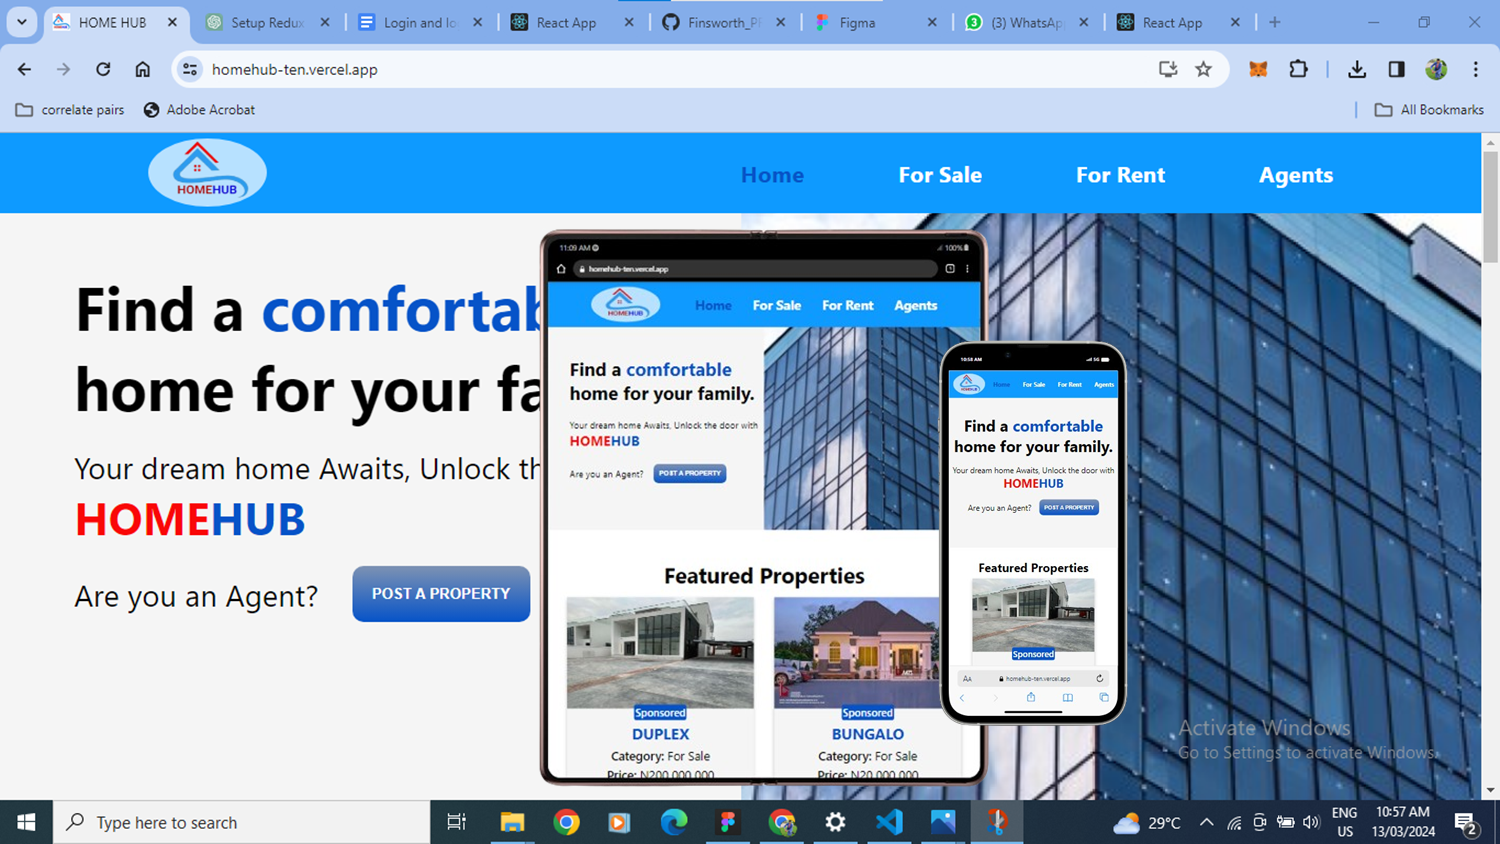 HOME HUB
Setup Redux
Login and lo
React App
Finsworth_PR
Figma
(3) WhatsApp
React App
homehub-ten.vercel.app
correlate pairs
Adobe Acrobat
All Bookmarks
HOMEHUB
Home
For Sale
For Rent
Agents
Find a comfortab
home for your fa
Your dream home Awaits, Unlock th
HOMEHUB
Are you an Agent?
POST A PROPERTY
11:09 AM
100%
homehub-ten.vercel.app
HOMEHUB
Home
For Sale
For Rent
Agents
Find a comfortable
home for your family.
Your dream home Awaits, Unlock the door with
HOMEHUB
Are you an Agent?
POST A PROPERTY
Featured Properties
Sponsored
DUPLEX
Category: For Sale
Price: N200,000,000
Sponsored
BUNGALO
Category: For Sale
Price: N20,000,000
10:58 AM
5G
HOMEHUB
Home
For Sale
For Rent
Agents
Find a comfortable
home for your family.
Your dream home Awaits, Unlock the door with
HOMEHUB
Are you an Agent?
POST A PROPERTY
Featured Properties
Sponsored
AA
homehub-ten.vercel.app
Activate Windows
Go to Settings to activate Windows.
Type here to search
29°C
ENG
US
10:57 AM
13/03/2024
2